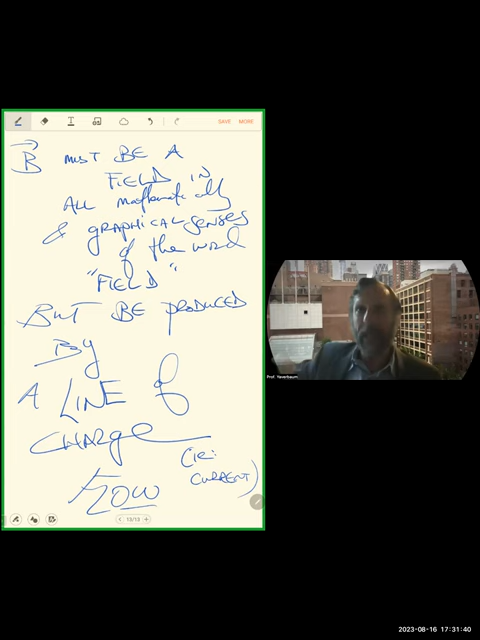 SAVE MORE
B MUST BE A
FIELD IN
ALL mathematically
& GRAPHICAL SENSES
of the word
"FIELD"
BUT BE PRODUCED
By
A LINE of
CHARGE
(ie:
CURRENT)
FLOW
13/13
Prof. Yaverbaum
2023-08-16 17:31:40